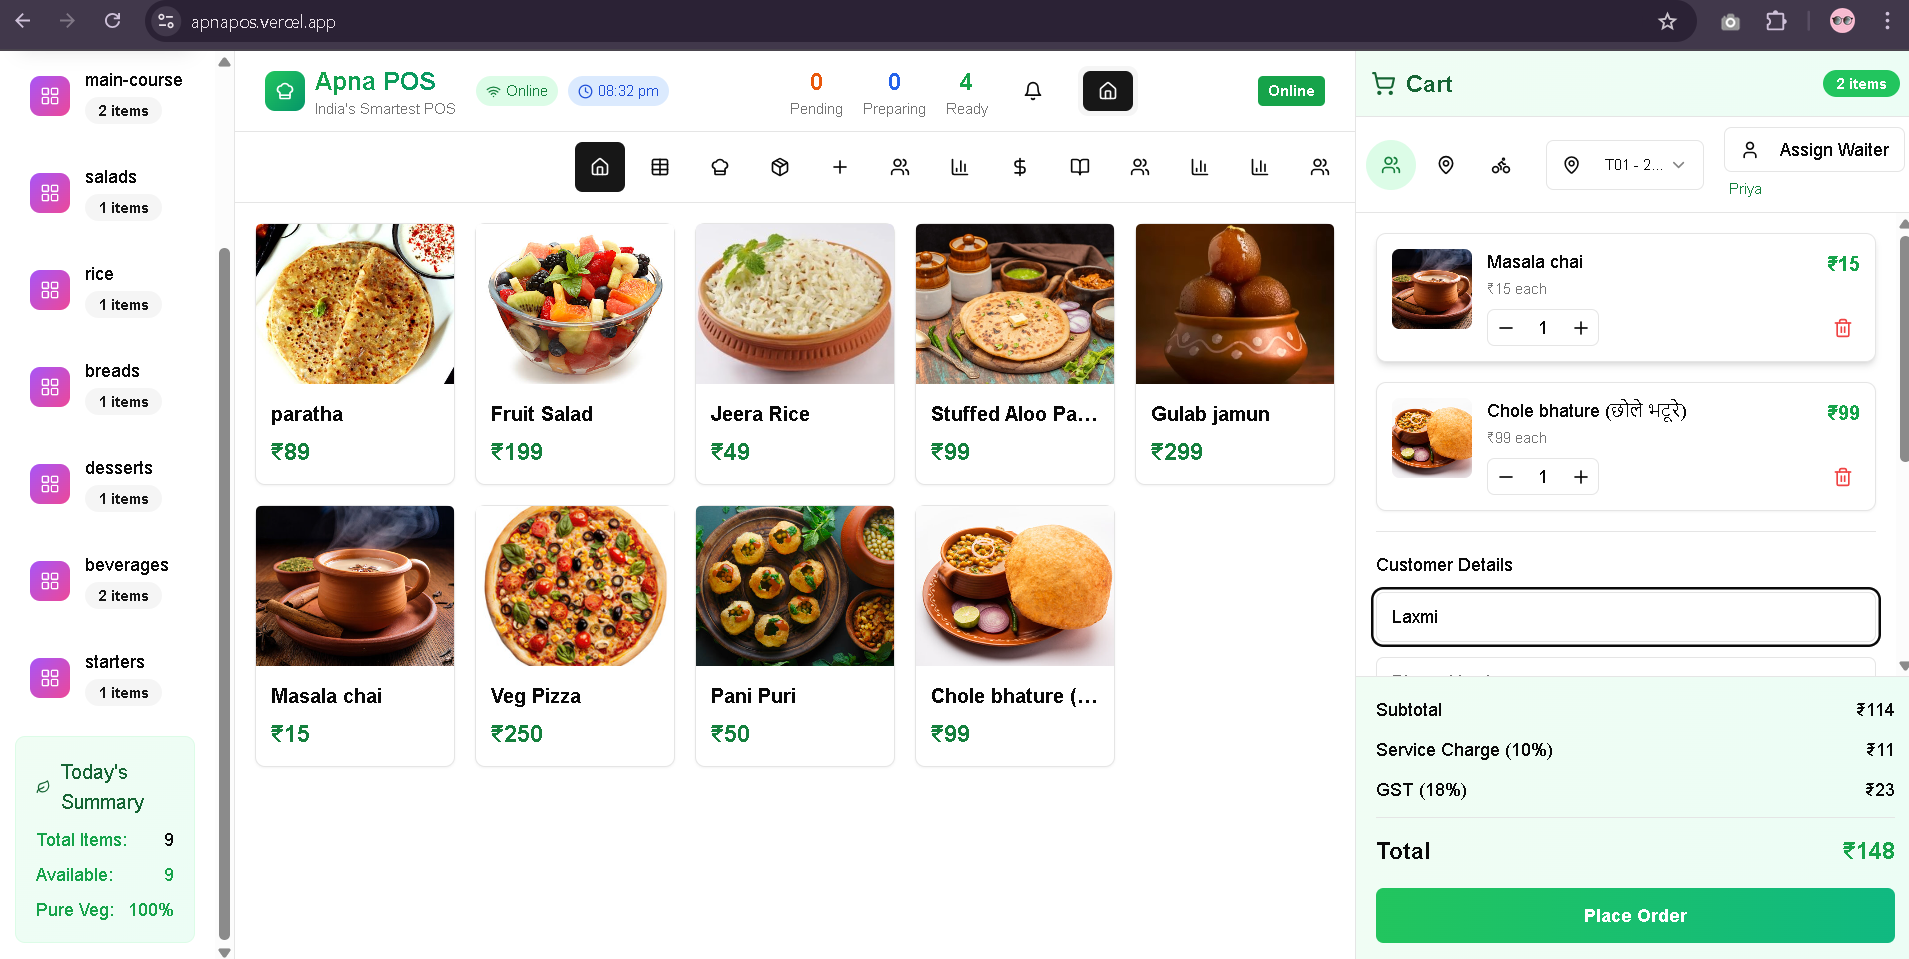 apnapos.vercel.app
main-course
2 items
salads
1 items
rice
1 items
breads
1 items
desserts
1 items
beverages
2 items
starters
1 items
Today's
Summary
Total Items: 9
Available: 9
Pure Veg: 100%
Apna POS
India's Smartest POS
Online
08:32 pm
0
Pending
0
Preparing
4
Ready
Online
paratha
₹89
Fruit Salad
₹199
Jeera Rice
₹49
Stuffed Aloo Pa...
₹99
Gulab jamun
₹299
Masala chai
₹15
Veg Pizza
₹250
Pani Puri
₹50
Chole bhature (...
₹99
Cart
2 items
T01 - 2...
Assign Waiter
Priya
Masala chai ₹15
₹15 each
1
Chole bhature (छोले भटूरे) ₹99
₹99 each
1
Customer Details
Laxmi
Subtotal ₹114
Service Charge (10%) ₹11
GST (18%) ₹23
Total ₹148
Place Order